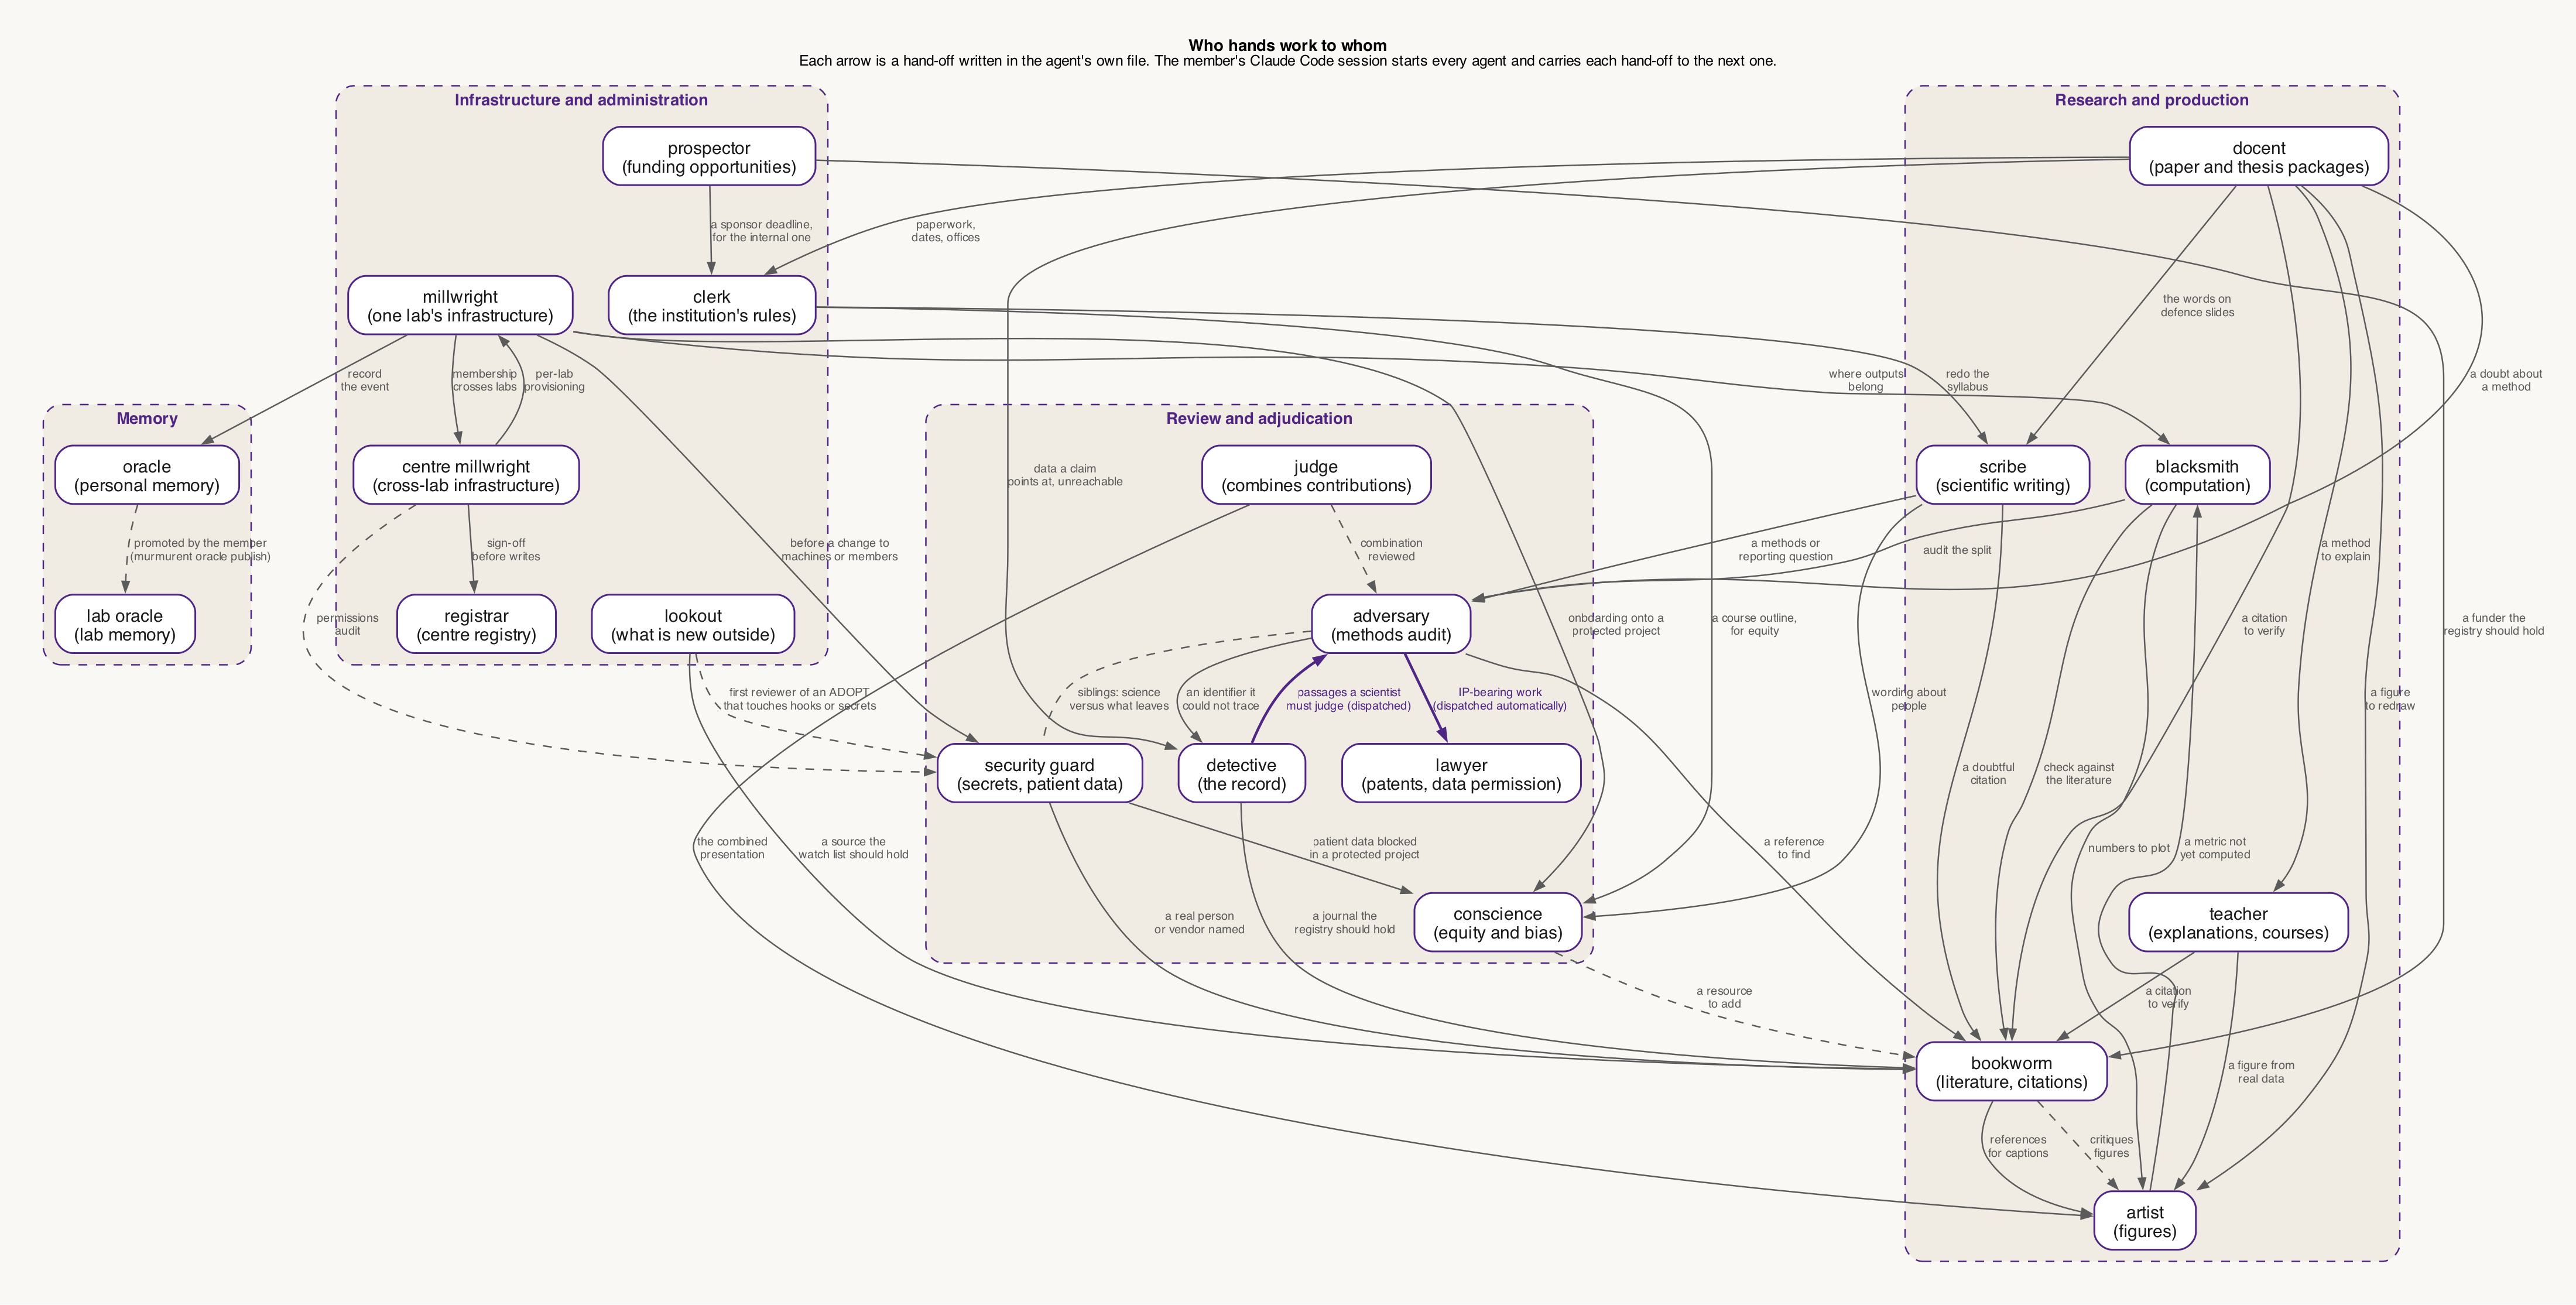 Who hands work to whom
Each arrow is a hand-off written in the agent's own file. The member's Claude Code session starts every agent and carries each hand-off to the next one.
Infrastructure and administration
Research and production
prospector
(funding opportunities)
docent
(paper and thesis packages)
a sponsor deadline,
for the internal one
paperwork,
dates, offices
millwright
(one lab's infrastructure)
clerk
(the institution's rules)
the words on
defence slides
record
the event
membership
crosses labs
per-lab
provisioning
where outputs
belong
redo the
syllabus
a doubt about
a method
Memory
Review and adjudication
oracle
(personal memory)
centre millwright
(cross-lab infrastructure)
data a claim
points at, unreachable
judge
(combines contributions)
scribe
(scientific writing)
blacksmith
(computation)
promoted by the member
(murmurent oracle publish)
sign-off
before writes
before a change to
machines or members
combination
reviewed
a methods or
reporting question
audit the split
a method
to explain
lab oracle
(lab memory)
permissions
audit
registrar
(centre registry)
lookout
(what is new outside)
adversary
(methods audit)
onboarding onto a
protected project
a course outline,
for equity
a citation
to verify
a funder the
registry should hold
first reviewer of an ADOPT
that touches hooks or secrets
siblings: science
versus what leaves
an identifier it
could not trace
passages a scientist
must judge (dispatched)
IP-bearing work
(dispatched automatically)
wording about
people
a figure
to redraw
security guard
(secrets, patient data)
detective
(the record)
lawyer
(patents, data permission)
a doubtful
citation
check against
the literature
the combined
presentation
a source the
watch list should hold
patient data blocked
in a protected project
a reference
to find
numbers to plot
a metric not
yet computed
a real person
or vendor named
a journal the
registry should hold
conscience
(equity and bias)
teacher
(explanations, courses)
a resource
to add
a citation
to verify
bookworm
(literature, citations)
a figure from
real data
references
for captions
critiques
figures
artist
(figures)